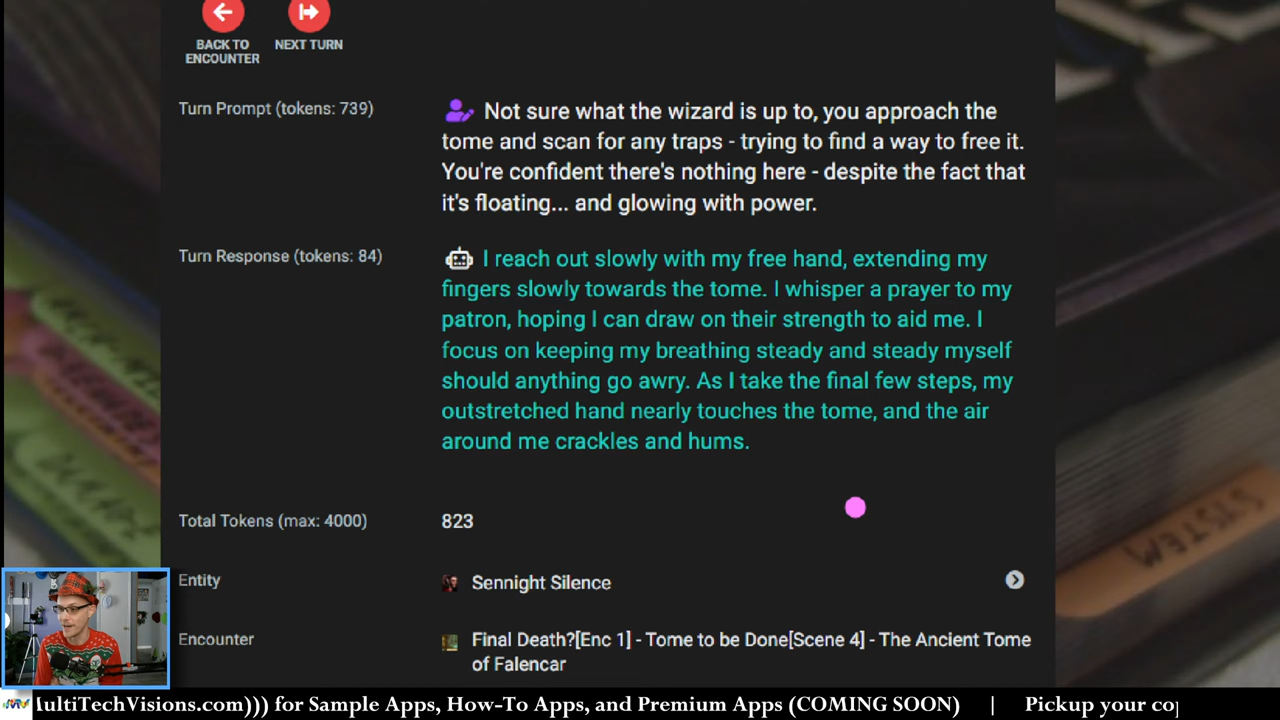 BACK TO
ENCOUNTER
NEXT TURN
Turn Prompt (tokens: 739)
Not sure what the wizard is up to, you approach the
tome and scan for any traps - trying to find a way to free it.
You're confident there's nothing here - despite the fact that
it's floating... and glowing with power.
Turn Response (tokens: 84)
I reach out slowly with my free hand, extending my
fingers slowly towards the tome. I whisper a prayer to my
patron, hoping I can draw on their strength to aid me. I
focus on keeping my breathing steady and steady myself
should anything go awry. As I take the final few steps, my
outstretched hand nearly touches the tome, and the air
around me crackles and hums.
Total Tokens (max: 4000)
823
Entity
Sennight Silence
Encounter
Final Death?[Enc 1] - Tome to be Done[Scene 4] - The Ancient Tome
of Falencar
SYSTEM
MultiTechVisions.com))) for Sample Apps, How-To Apps, and Premium Apps (COMING SOON) | Pickup your co